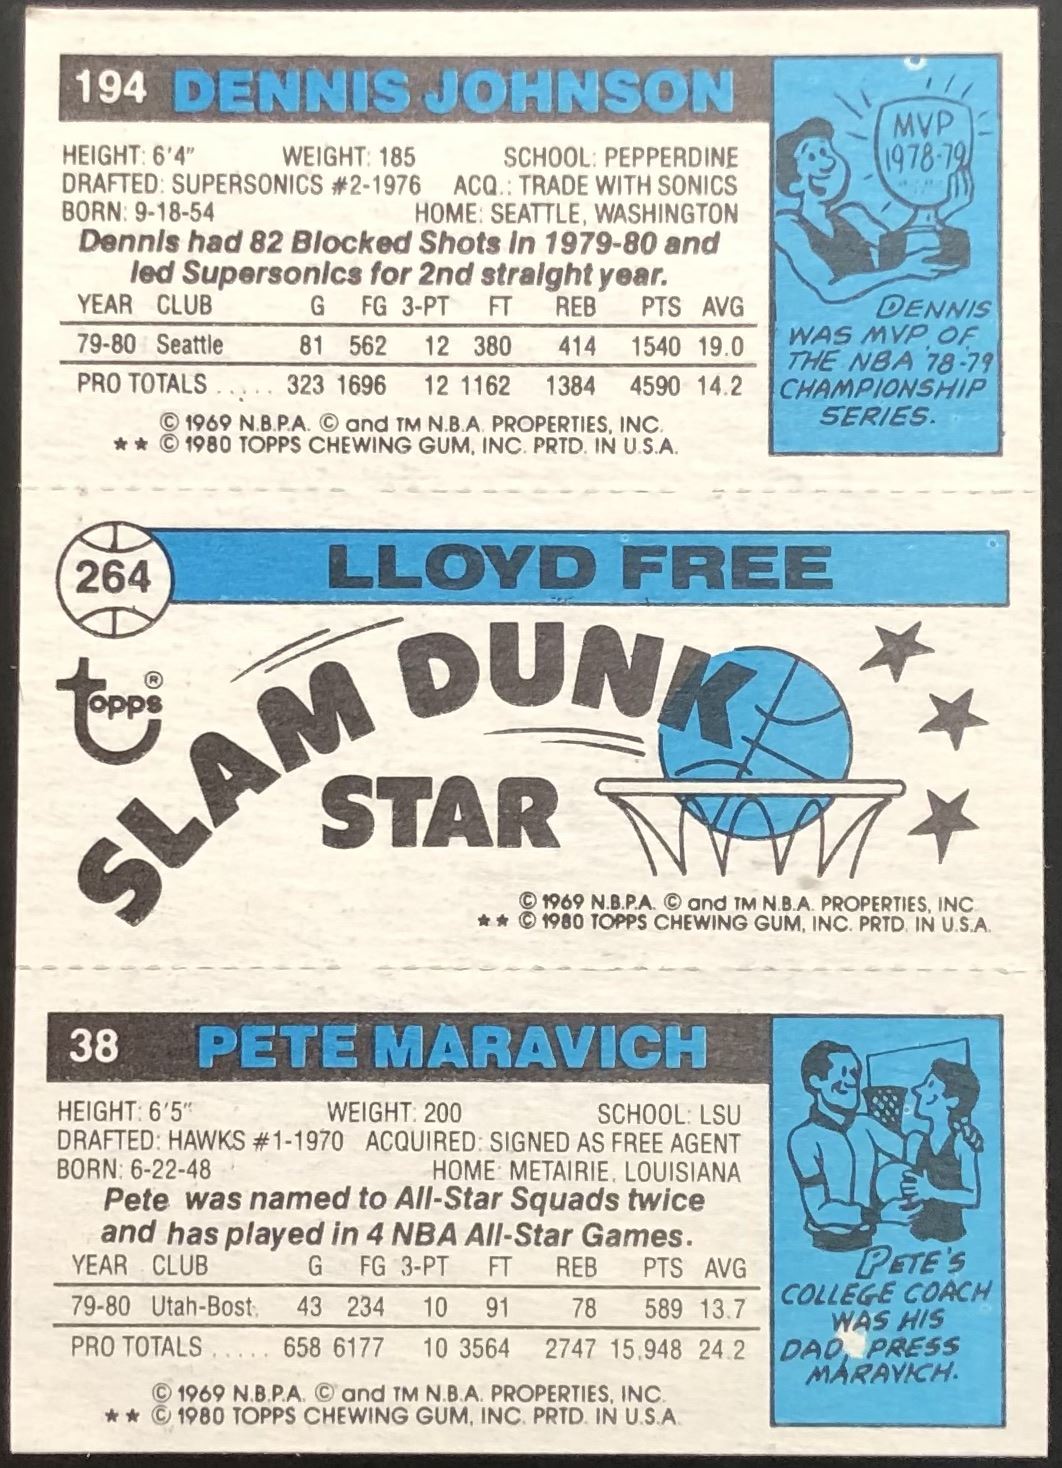 194 DENNIS JOHNSON
HEIGHT: 6'4" WEIGHT: 185 SCHOOL: PEPPERDINE
DRAFTED: SUPERSONICS #2-1976 ACQ.: TRADE WITH SONICS
BORN: 9-18-54 HOME: SEATTLE, WASHINGTON
Dennis had 82 Blocked Shots in 1979-80 and
led Supersonics for 2nd straight year.
YEAR CLUB G FG 3-PT FT REB PTS AVG
79-80 Seattle 81 562 12 380 414 1540 19.0
PRO TOTALS ..... 323 1696 12 1162 1384 4590 14.2
© 1969 N.B.P.A. © and TM N.B.A. PROPERTIES, INC.
★★ © 1980 TOPPS CHEWING GUM, INC. PRTD. IN U.S.A.
MVP
1978-79
DENNIS
WAS MVP OF
THE NBA '78-79
CHAMPIONSHIP
SERIES.
264 LLOYD FREE
topps®
SLAM DUNK
STAR
© 1969 N.B.P.A. © and TM N.B.A. PROPERTIES, INC
★★ © 1980 TOPPS CHEWING GUM, INC. PRTD. IN U.S.A.
38 PETE MARAVICH
HEIGHT: 6'5" WEIGHT: 200 SCHOOL: LSU
DRAFTED: HAWKS #1-1970 ACQUIRED: SIGNED AS FREE AGENT
BORN: 6-22-48 HOME: METAIRIE, LOUISIANA
Pete was named to All-Star Squads twice
and has played in 4 NBA All-Star Games.
YEAR CLUB G FG 3-PT FT REB PTS AVG
79-80 Utah-Bost. 43 234 10 91 78 589 13.7
PRO TOTALS ..... 658 6177 10 3564 2747 15,948 24.2
© 1969 N.B.P.A. © and TM N.B.A. PROPERTIES, INC.
★★ © 1980 TOPPS CHEWING GUM, INC. PRTD. IN U.S.A.
PETE'S
COLLEGE COACH
WAS HIS
DAD, PRESS
MARAVICH.